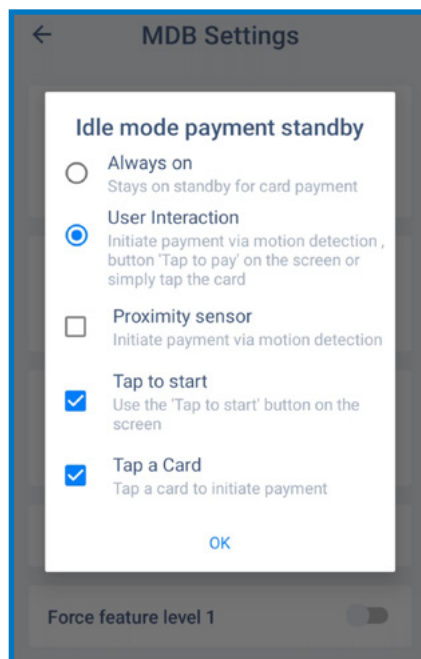 MDB Settings
Idle mode payment standby
Always on
Stays on standby for card payment
User Interaction
Initiate payment via motion detection ,
button 'Tap to pay' on the screen or
simply tap the card
Proximity sensor
Initiate payment via motion detection
Tap to start
Use the 'Tap to start' button on the
screen
Tap a Card
Tap a card to initiate payment
OK
Force feature level 1